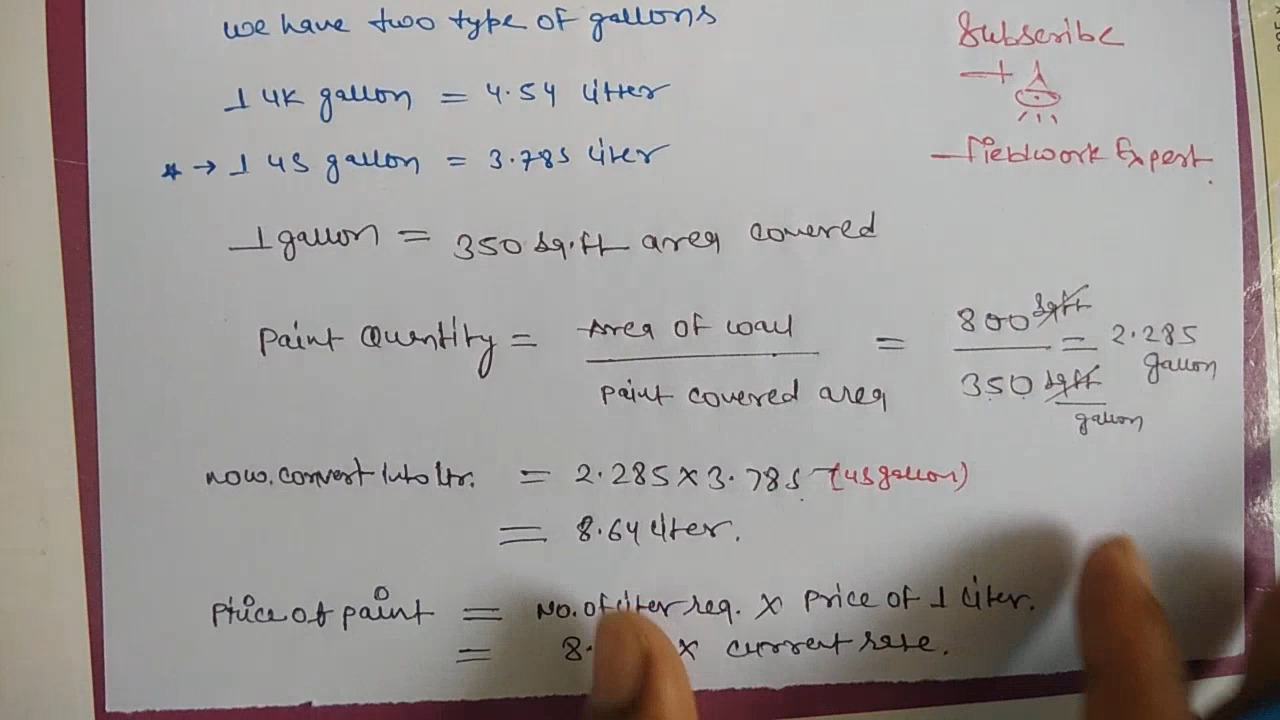 we have two type of gallons
1 UK gallon = 4.54 litter
* → 1 US gallon = 3.785 liter
Subscribe
— Fieldwork Expert.
1 gallon = 350 sq.ft area covered
Paint Quantity = Area of wall / paint covered area = 800 sqft / 350 sqft/gallon = 2.285 gallon
now. convert into ltr. = 2.285 × 3.785 (US gallon)
= 8.64 liter.
Price of paint = No. of liter req. × Price of 1 liter.
= 8. × current rate.